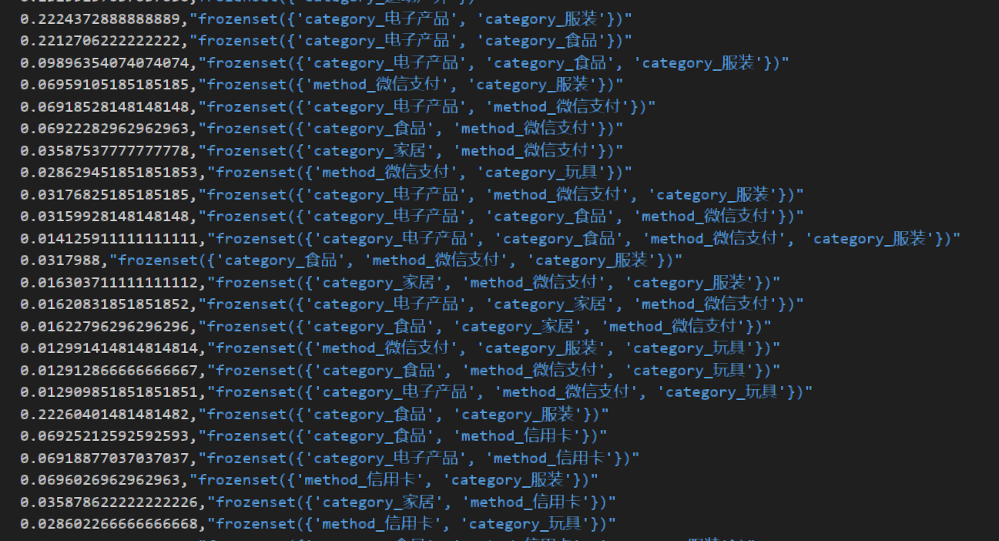 0.2224372888888889,"frozenset({'category_电子产品', 'category_服装'})"
0.2212706222222222,"frozenset({'category_电子产品', 'category_食品'})"
0.09896354074074074,"frozenset({'category_电子产品', 'category_食品', 'category_服装'})"
0.06959105185185185,"frozenset({'method_微信支付', 'category_服装'})"
0.06918528148148148,"frozenset({'category_电子产品', 'method_微信支付'})"
0.06922282962962963,"frozenset({'category_食品', 'method_微信支付'})"
0.03587537777777778,"frozenset({'category_家居', 'method_微信支付'})"
0.028629451851851853,"frozenset({'method_微信支付', 'category_玩具'})"
0.03176825185185185,"frozenset({'category_电子产品', 'method_微信支付', 'category_服装'})"
0.03159928148148148,"frozenset({'category_电子产品', 'category_食品', 'method_微信支付'})"
0.014125911111111111,"frozenset({'category_电子产品', 'category_食品', 'method_微信支付', 'category_服装'})"
0.0317988,"frozenset({'category_食品', 'method_微信支付', 'category_服装'})"
0.016303711111111112,"frozenset({'category_家居', 'method_微信支付', 'category_服装'})"
0.01620831851851852,"frozenset({'category_电子产品', 'category_家居', 'method_微信支付'})"
0.01622796296296296,"frozenset({'category_食品', 'category_家居', 'method_微信支付'})"
0.012991414814814814,"frozenset({'method_微信支付', 'category_服装', 'category_玩具'})"
0.012912866666666667,"frozenset({'category_食品', 'method_微信支付', 'category_玩具'})"
0.012909851851851851,"frozenset({'category_电子产品', 'method_微信支付', 'category_玩具'})"
0.22260401481481482,"frozenset({'category_食品', 'category_服装'})"
0.06925212592592593,"frozenset({'category_食品', 'method_信用卡'})"
0.06918877037037037,"frozenset({'category_电子产品', 'method_信用卡'})"
0.0696026962962963,"frozenset({'method_信用卡', 'category_服装'})"
0.035878622222222226,"frozenset({'category_家居', 'method_信用卡'})"
0.028602266666666668,"frozenset({'method_信用卡', 'category_玩具'})"